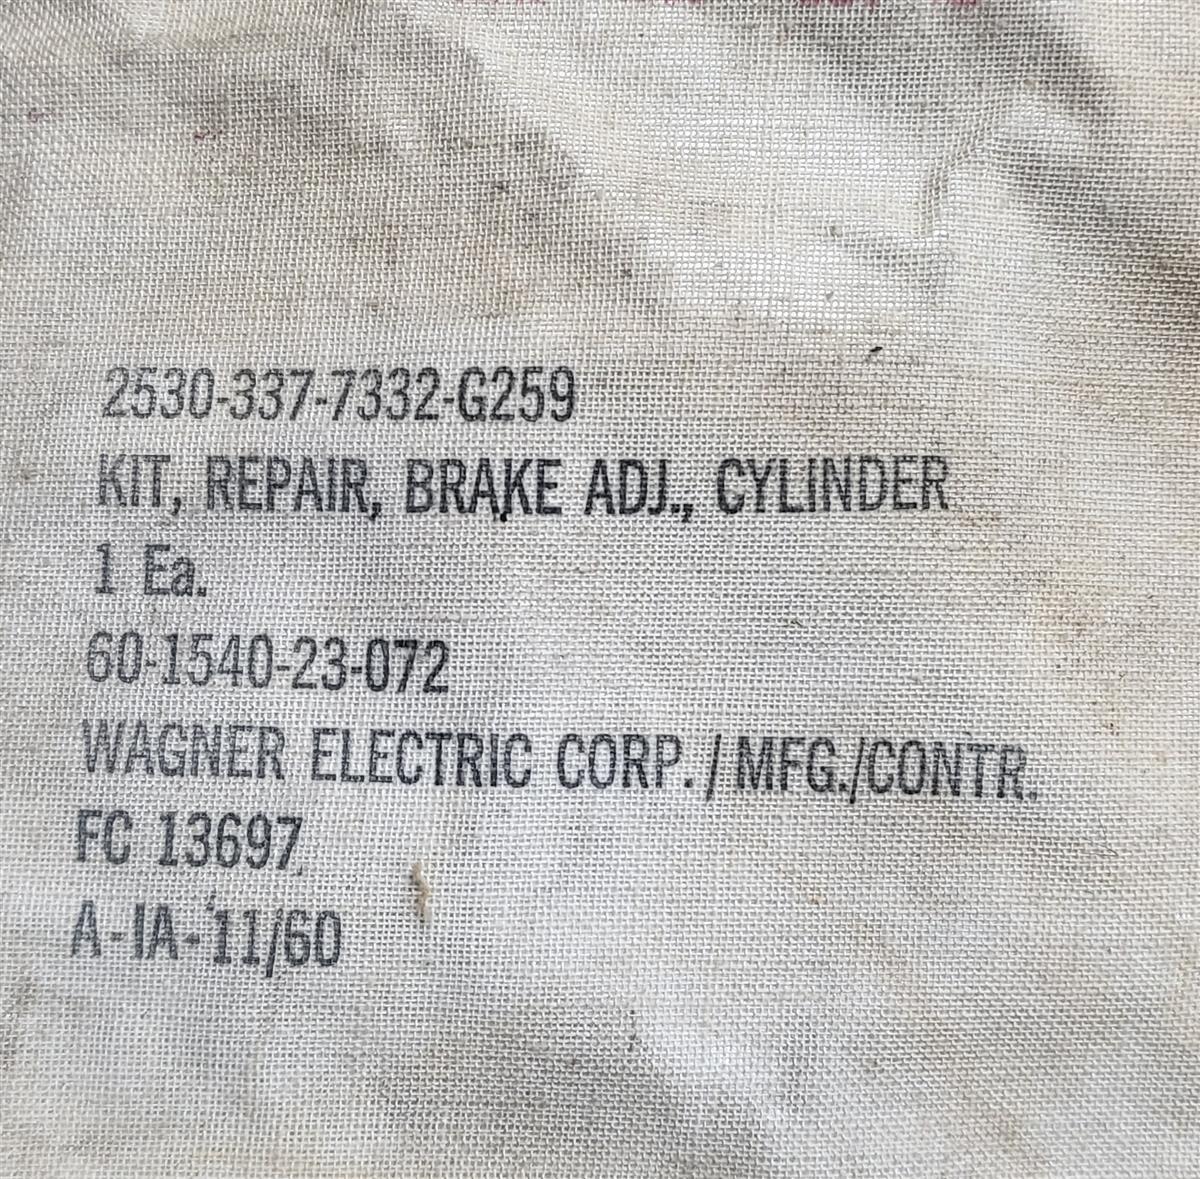 2530-337-7332-G259
KIT, REPAIR, BRAKE ADJ., CYLINDER
1 Ea.
60-1540-23-072
WAGNER ELECTRIC CORP./MFG./CONTR.
FC 13697
A-IA-11/60